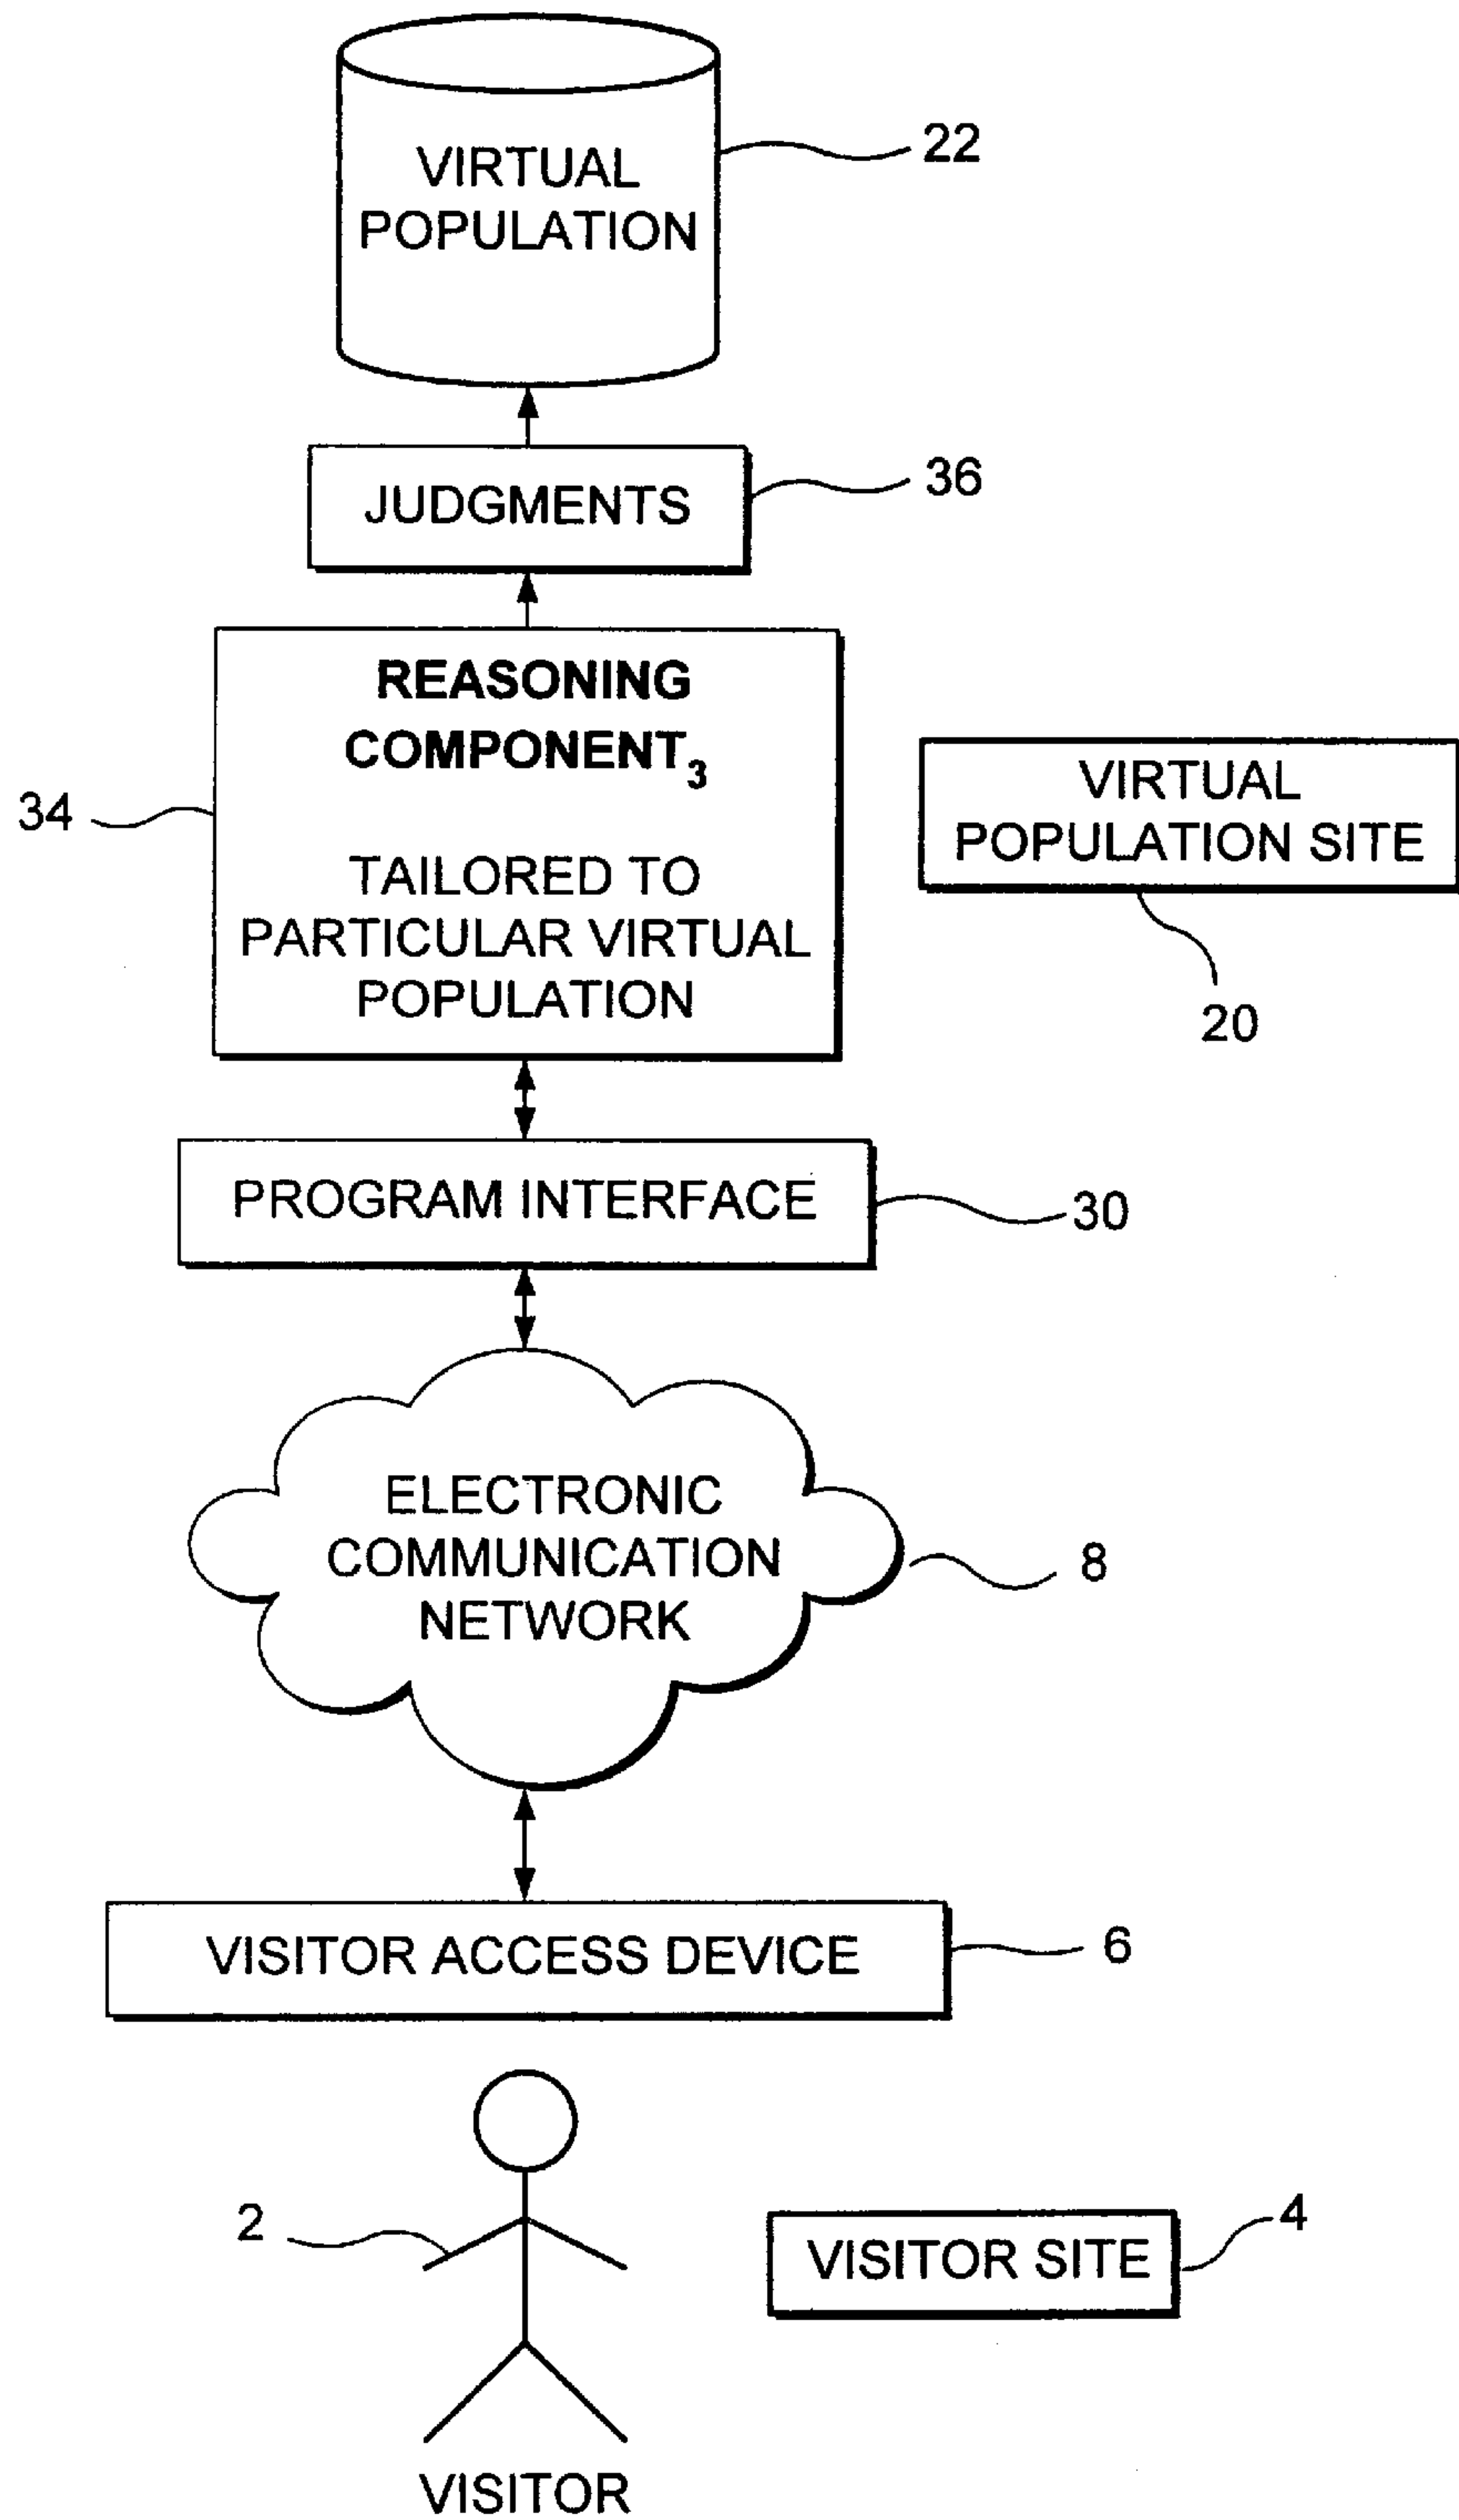 VIRTUAL
POPULATION
22
JUDGMENTS
36
REASONING
COMPONENT3
TAILORED TO
PARTICULAR VIRTUAL
POPULATION
34
VIRTUAL
POPULATION SITE
20
PROGRAM INTERFACE
30
ELECTRONIC
COMMUNICATION
NETWORK
8
VISITOR ACCESS DEVICE
6
2
VISITOR SITE
4
VISITOR